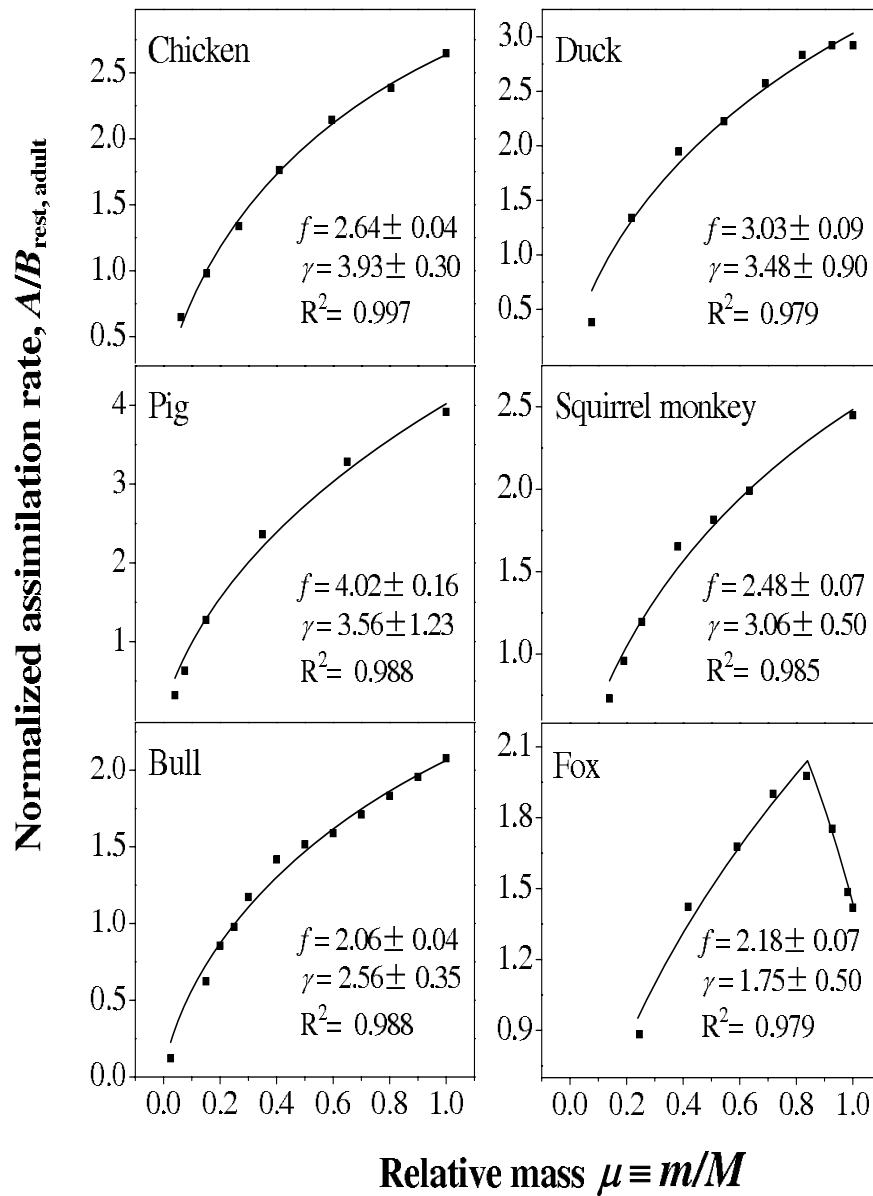 Normalized assimilation rate, A/B_rest, adult
Chicken
2.5
2.0
1.5
1.0
0.5
f = 2.64 ± 0.04
γ = 3.93 ± 0.30
R² = 0.997
Duck
3.0
2.5
2.0
1.5
1.0
0.5
f = 3.03 ± 0.09
γ = 3.48 ± 0.90
R² = 0.979
Pig
4
3
2
1
f = 4.02 ± 0.16
γ = 3.56 ± 1.23
R² = 0.988
Squirrel monkey
2.5
2.0
1.5
1.0
f = 2.48 ± 0.07
γ = 3.06 ± 0.50
R² = 0.985
Bull
2.0
1.5
1.0
0.5
0.0
f = 2.06 ± 0.04
γ = 2.56 ± 0.35
R² = 0.988
0.0 0.2 0.4 0.6 0.8 1.0
Fox
2.1
1.8
1.5
1.2
0.9
f = 2.18 ± 0.07
γ = 1.75 ± 0.50
R² = 0.979
0.0 0.2 0.4 0.6 0.8 1.0
Relative mass μ ≡ m/M